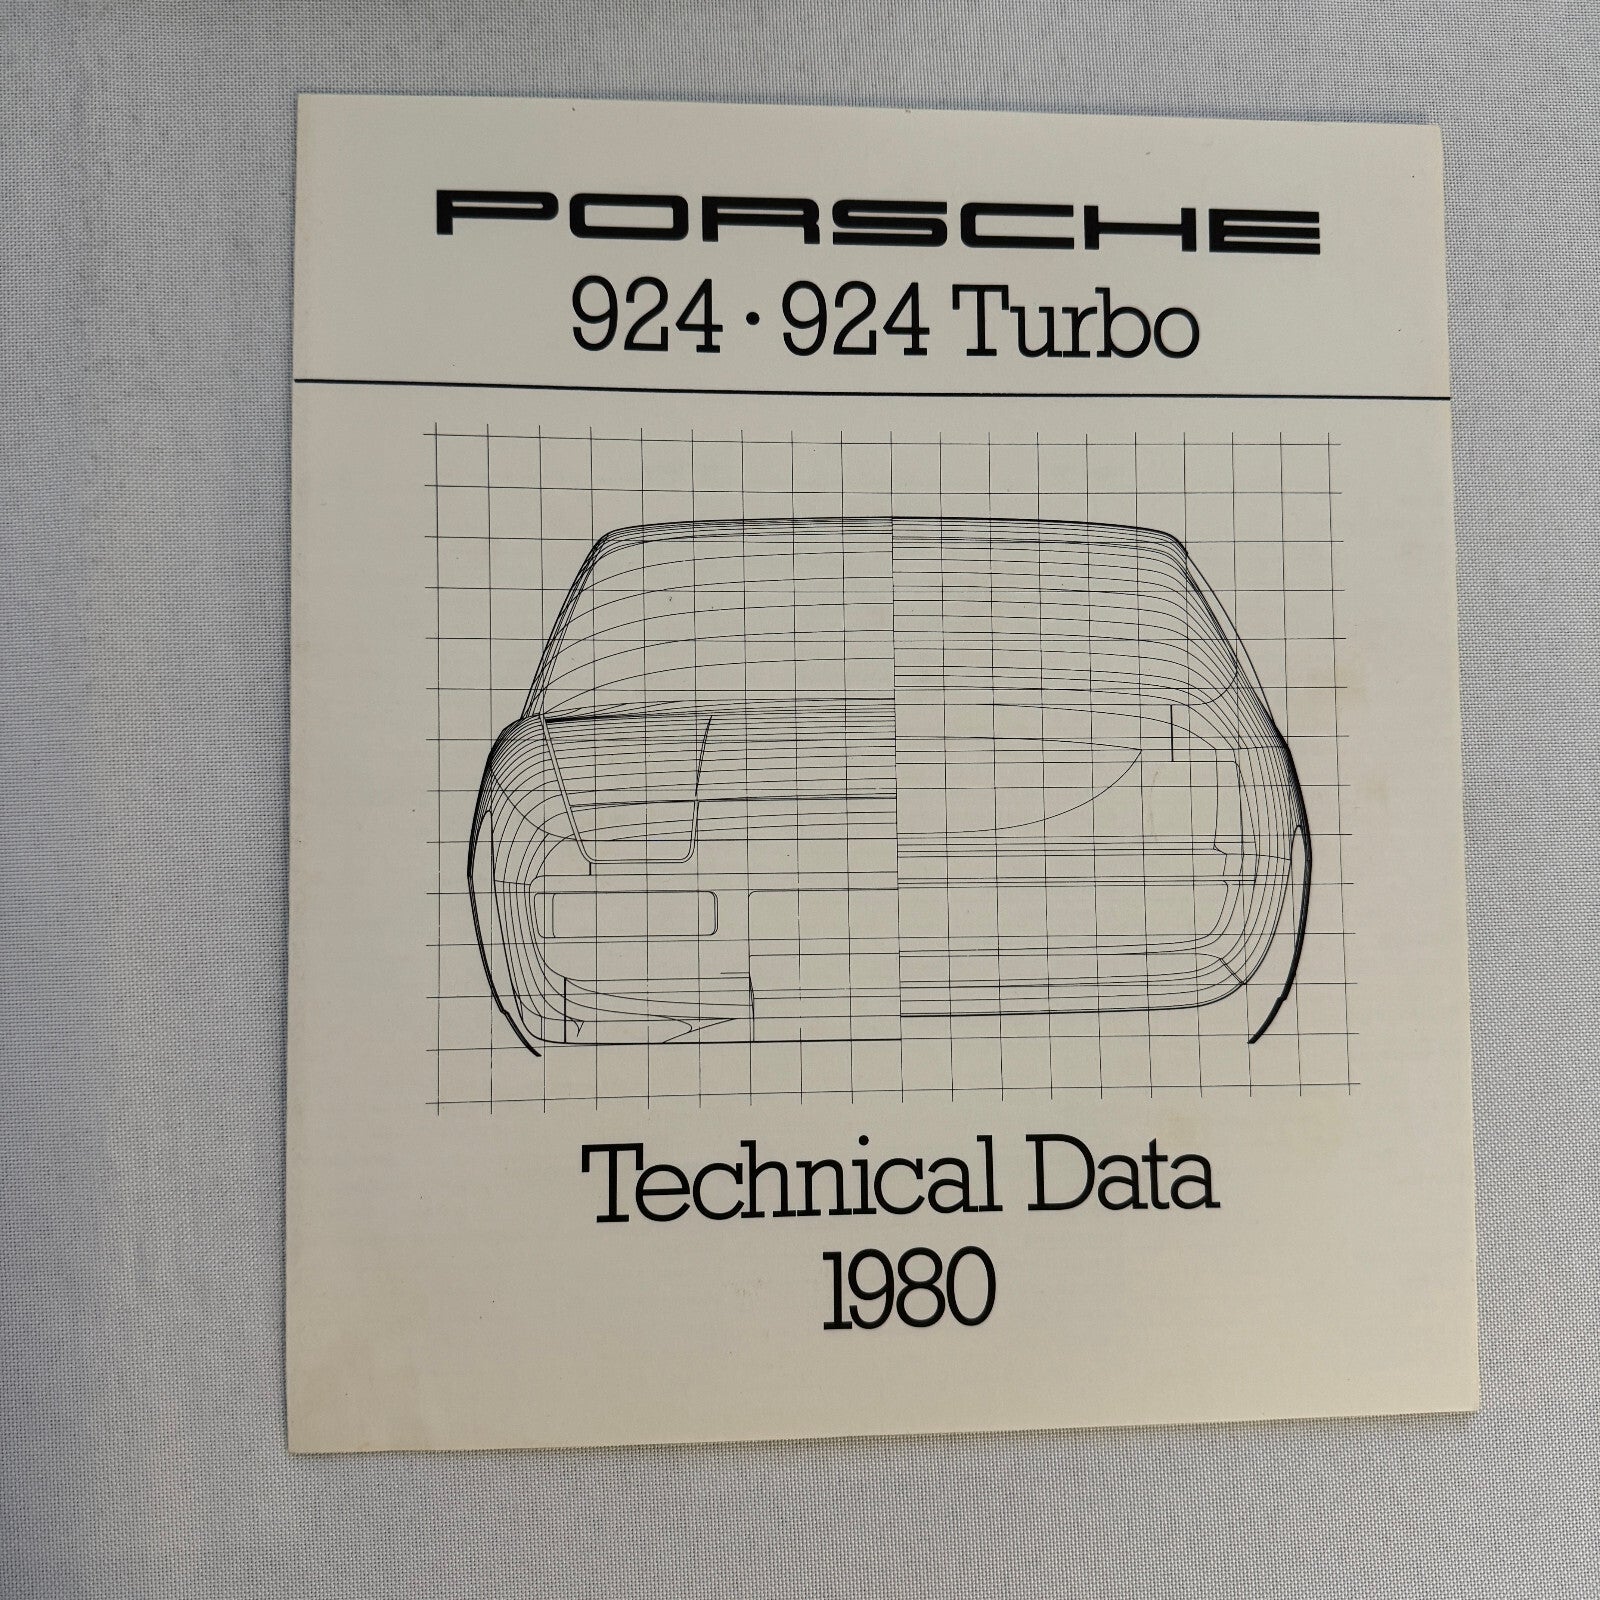 PORSCHE
924 · 924 Turbo
Technical Data
1980